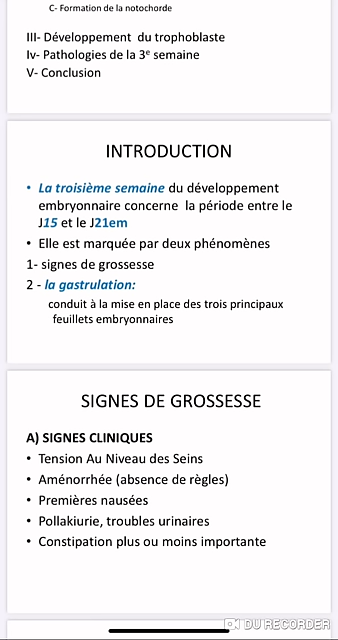 C- Formation de la notochorde
III- Développement du trophoblaste
Iv- Pathologies de la 3e semaine
V- Conclusion
INTRODUCTION
• La troisième semaine du développement
embryonnaire concerne la période entre le
J15 et le J21em
• Elle est marquée par deux phénomènes
1- signes de grossesse
2 - la gastrulation:
conduit à la mise en place des trois principaux
feuillets embryonnaires
SIGNES DE GROSSESSE
A) SIGNES CLINIQUES
• Tension Au Niveau des Seins
• Aménorrhée (absence de règles)
• Premières nausées
• Pollakiurie, troubles urinaires
• Constipation plus ou moins importante
DU RECORDER